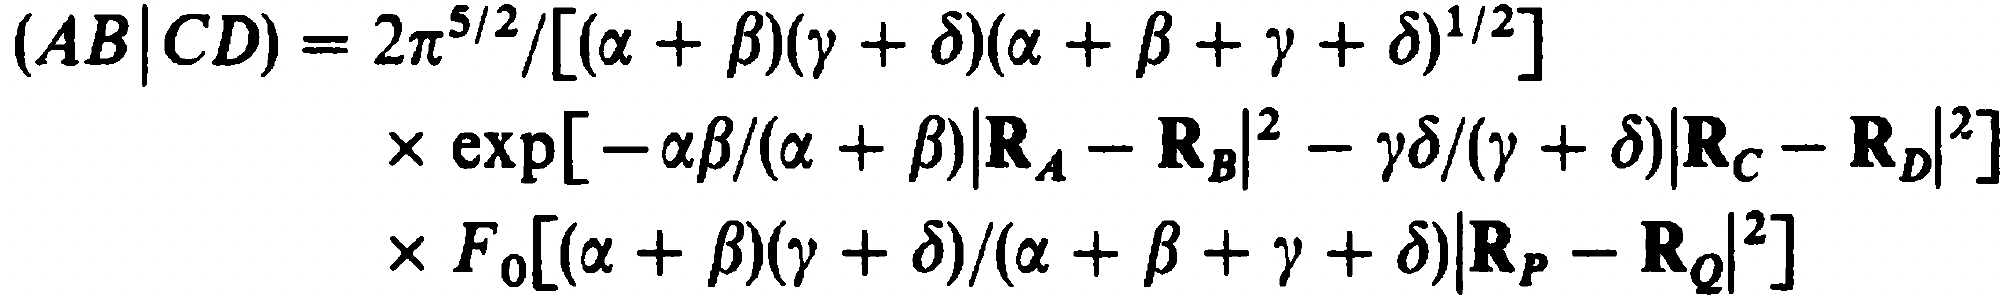 (AB|CD) = 2π^{5/2}/[(α + β)(γ + δ)(α + β + γ + δ)^{1/2}]
× exp[−αβ/(α + β)|R_A − R_B|^2 − γδ/(γ + δ)|R_C − R_D|^2]
× F_0[(α + β)(γ + δ)/(α + β + γ + δ)|R_P − R_Q|^2]